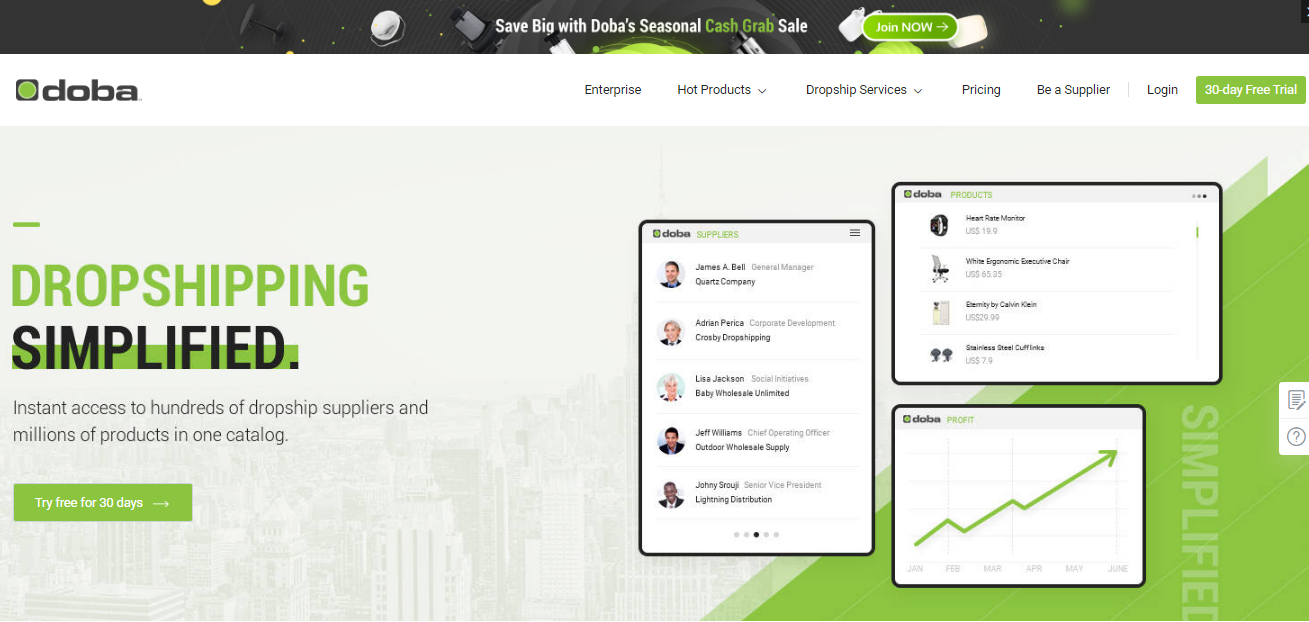 Save Big with Doba's Seasonal Cash Grab Sale
Join NOW →
doba
Enterprise
Hot Products
Dropship Services
Pricing
Be a Supplier
Login
30-day Free Trial
DROPSHIPPING
SIMPLIFIED.
Instant access to hundreds of dropship suppliers and
millions of products in one catalog.
Try free for 30 days →
doba SUPPLIERS
James A. Bell General Manager
Quartz Company
Adrian Perica Corporate Development
Crosby Dropshipping
Lisa Jackson Social Initiatives
Baby Wholesale Unlimited
Jeff Williams Chief Operating Officer
Outdoor Wholesale Supply
Johny Srouji Senior Vice President
Lightning Distribution
doba PRODUCTS
Heart Rate Monitor
US$ 19.9
White Ergonomic Executive Chair
US$ 65.35
Eternity by Calvin Klein
US$29.99
Stainless Steel Cufflinks
US$ 7.9
doba PROFIT
JAN FEB MAR APR MAY JUNE
SIMPLIFIED